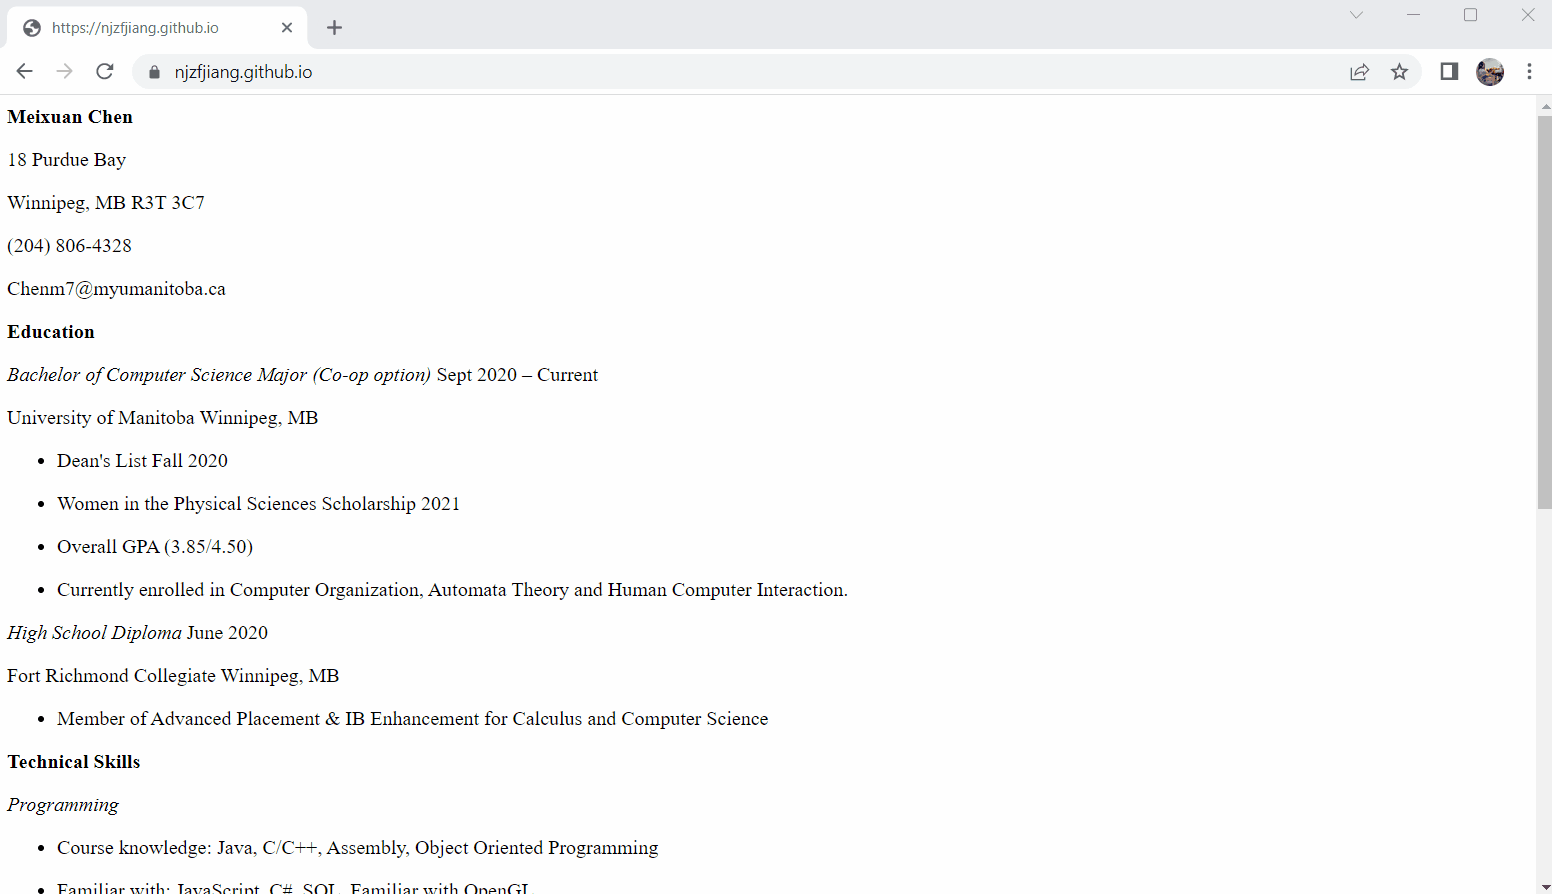 https://njzfjiang.github.io
njzfjiang.github.io
Meixuan Chen
18 Purdue Bay
Winnipeg, MB R3T 3C7
(204) 806-4328
Chenm7@myumanitoba.ca
Education
Bachelor of Computer Science Major (Co-op option) Sept 2020 – Current
University of Manitoba Winnipeg, MB
• Dean's List Fall 2020
• Women in the Physical Sciences Scholarship 2021
• Overall GPA (3.85/4.50)
• Currently enrolled in Computer Organization, Automata Theory and Human Computer Interaction.
High School Diploma June 2020
Fort Richmond Collegiate Winnipeg, MB
• Member of Advanced Placement & IB Enhancement for Calculus and Computer Science
Technical Skills
Programming
• Course knowledge: Java, C/C++, Assembly, Object Oriented Programming
• Familiar with: JavaScript, C#, SQL, Familiar with OpenGL